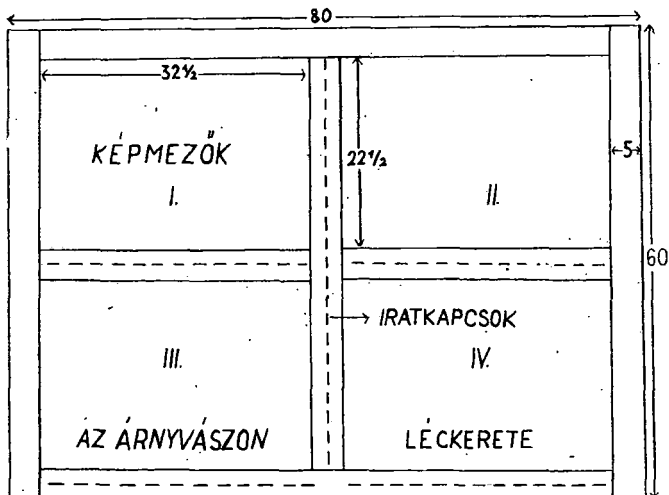 80
32½
KÉPMEZŐK
I.
22½
5
II.
60
IRATKAPCSOK
III.
IV.
AZ ÁRNYVÁSZON LÉCKERETE